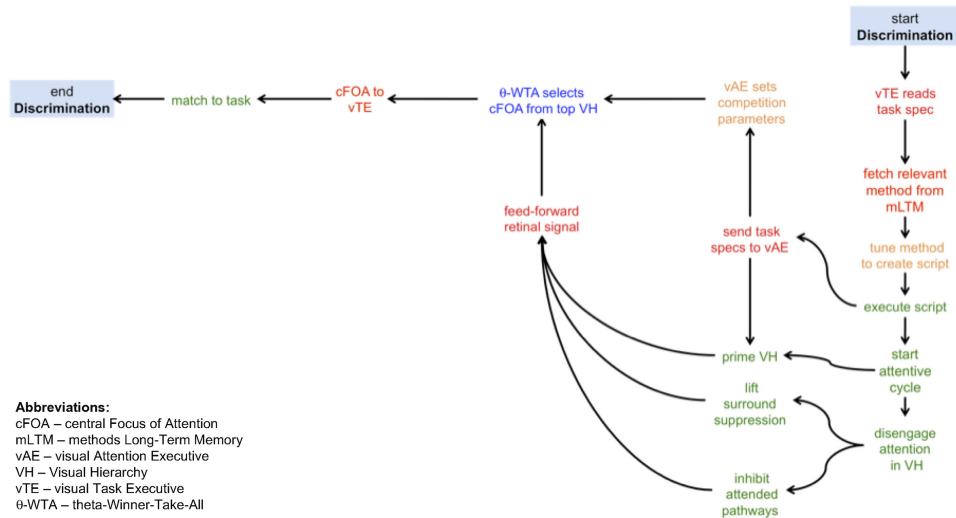 start
Discrimination
vTE reads
task spec
fetch relevant
method from
mLTM
tune method
to create script
execute script
start
attentive
cycle
disengage
attention
in VH
send task
specs to vAE
vAE sets
competition
parameters
prime VH
lift
surround
suppression
inhibit
attended
pathways
feed-forward
retinal signal
θ-WTA selects
cFOA from top VH
cFOA to
vTE
match to task
end
Discrimination
Abbreviations:
cFOA – central Focus of Attention
mLTM – methods Long-Term Memory
vAE – visual Attention Executive
VH – Visual Hierarchy
vTE – visual Task Executive
θ-WTA – theta-Winner-Take-All